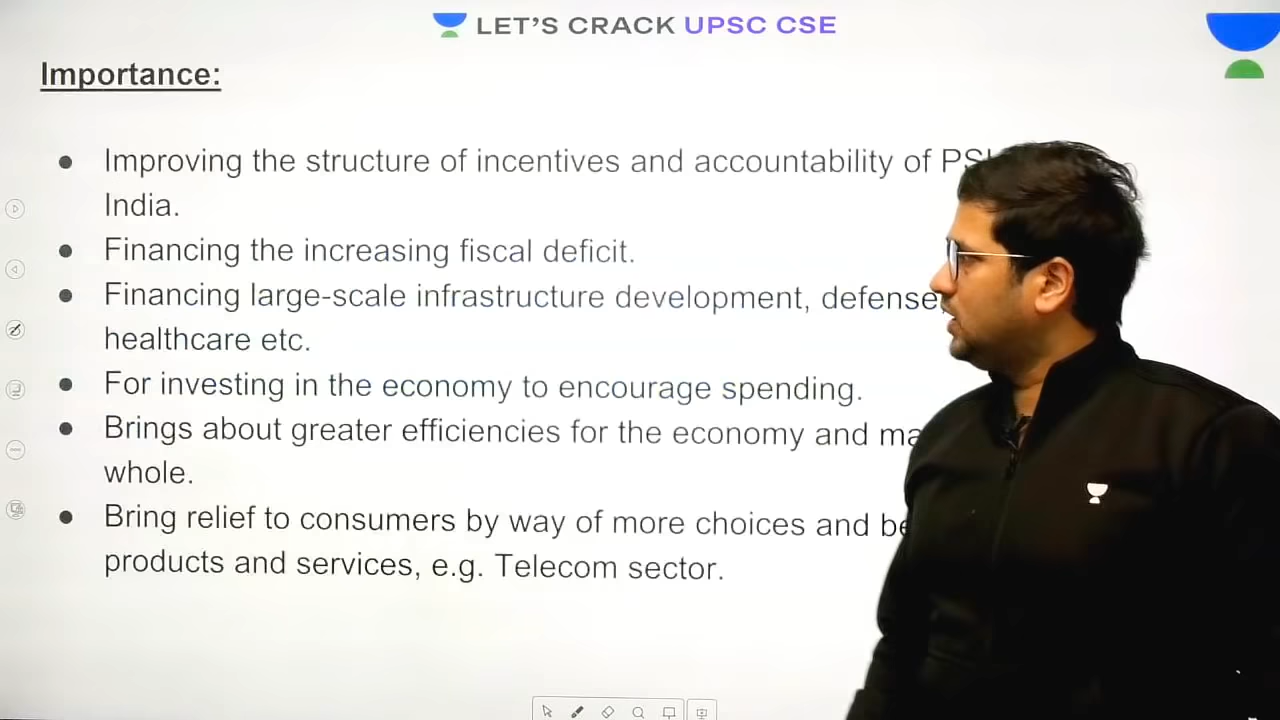 LET'S CRACK UPSC CSE
Importance:
● Improving the structure of incentives and accountability of
India.
● Financing the increasing fiscal deficit.
● Financing large-scale infrastructure development, defense
healthcare etc.
● For investing in the economy to encourage spending.
● Brings about greater efficiencies for the economy and
whole.
● Bring relief to consumers by way of more choices and
products and services, e.g. Telecom sector.